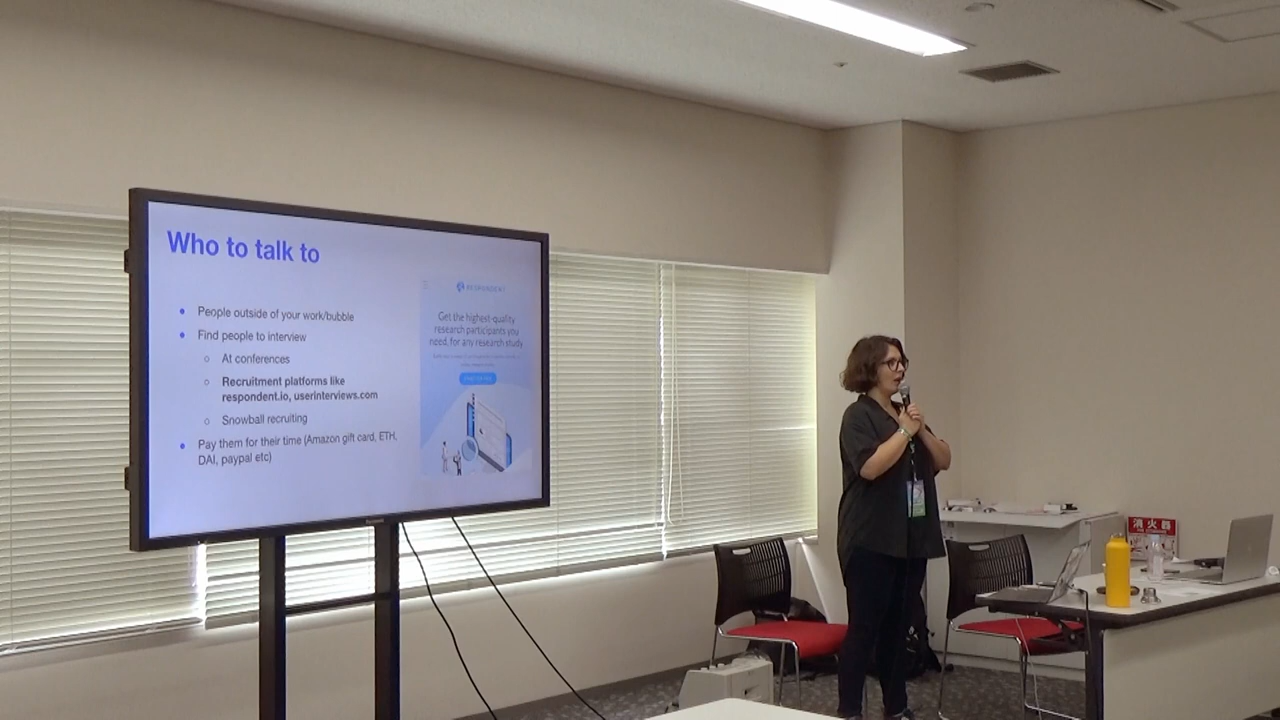 Who to talk to
People outside of your work/bubble
Find people to interview
At conferences
Recruitment platforms like
respondent.io, userinterviews.com
Snowball recruiting
Pay them for their time (Amazon gift card, ETH,
DAI, paypal etc)
RESPONDENT
Get the highest-quality
research participants you
need, for any research study
Panasonic
消火器